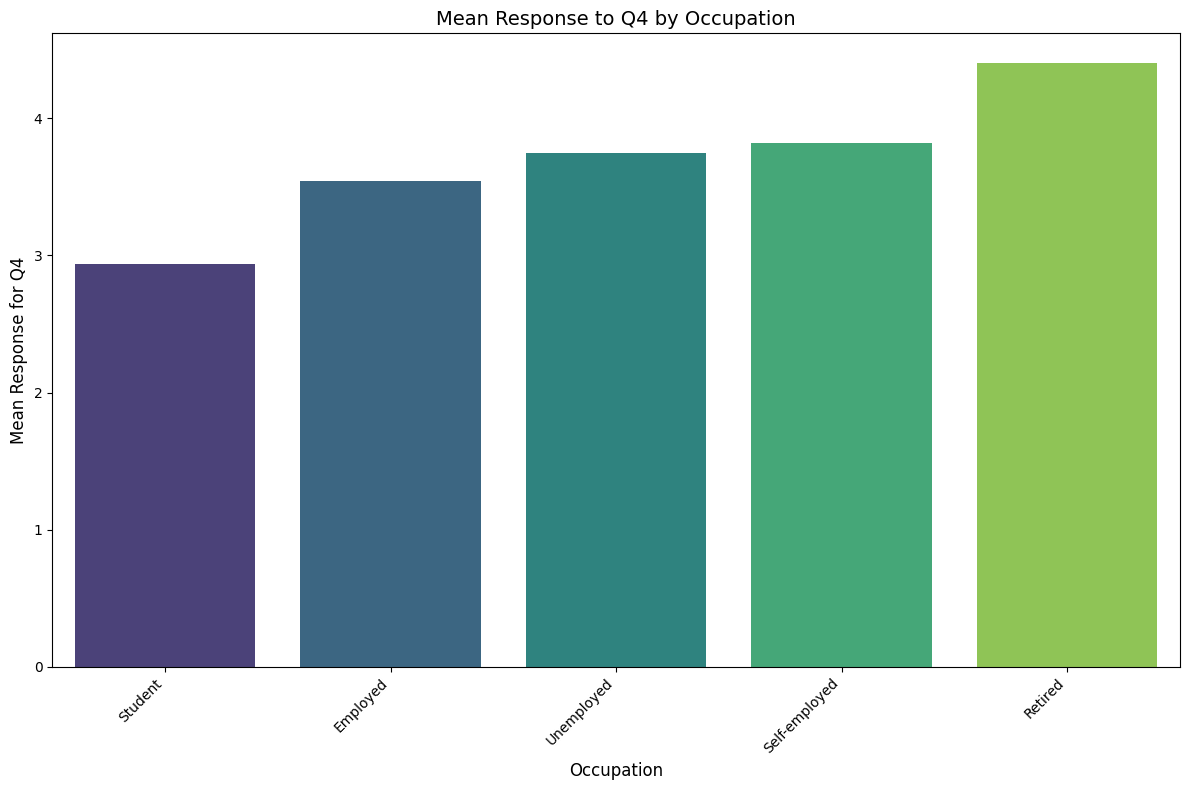 Mean Response to Q4 by Occupation
Mean Response for Q4
4
3
2
1
0
Student
Employed
Unemployed
Self-employed
Retired
Occupation